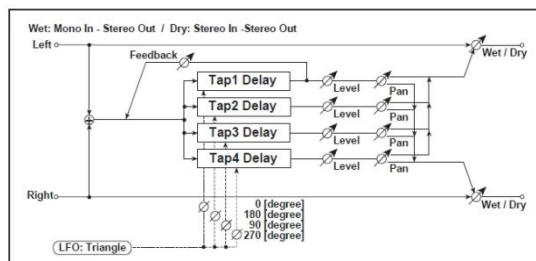 Wet: Mono In - Stereo Out / Dry: Stereo In -Stereo Out
Left
Feedback
Wet / Dry
Tap1 Delay
Level
Pan
Tap2 Delay
Level
Pan
Tap3 Delay
Level
Pan
Tap4 Delay
Level
Pan
Right
Wet / Dry
0 [degree]
180 [degree]
90 [degree]
270 [degree]
LFO: Triangle